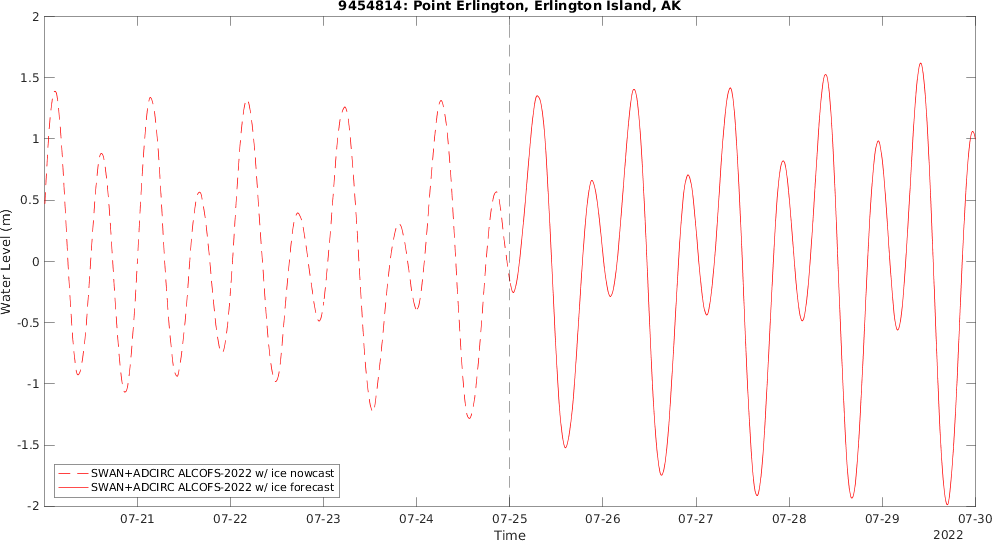 9454814: Point Erlington, Erlington Island, AK
Water Level (m)
2
1.5
1
0.5
0
-0.5
-1
-1.5
-2
SWAN+ADCIRC ALCOFS-2022 w/ ice nowcast
SWAN+ADCIRC ALCOFS-2022 w/ ice forecast
07-21 07-22 07-23 07-24 07-25 07-26 07-27 07-28 07-29 07-30
Time
2022